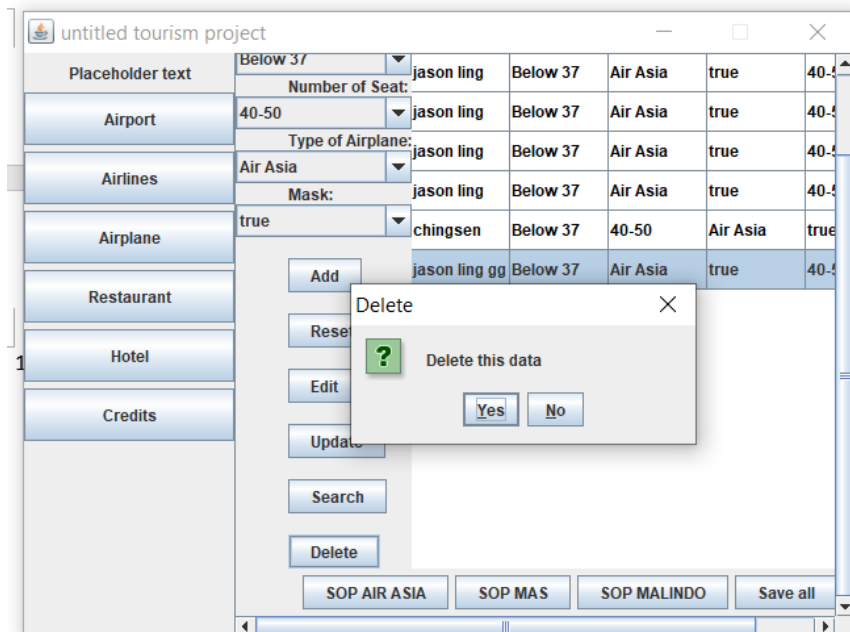 untitled tourism project
Placeholder text
Airport
Airlines
Airplane
Restaurant
Hotel
Credits
1
Below 37
Number of Seat:
40-50
Type of Airplane:
Air Asia
Mask:
true
Add
Reset
Edit
Update
Search
Delete
jason ling Below 37 Air Asia true
jason ling Below 37 Air Asia true
jason ling Below 37 Air Asia true
jason ling Below 37 Air Asia true
chingsen Below 37 40-50 Air Asia true
jason ling gg Below 37 Air Asia true
Delete
?
Delete this data
Yes No
SOP AIR ASIA SOP MAS SOP MALINDO Save all